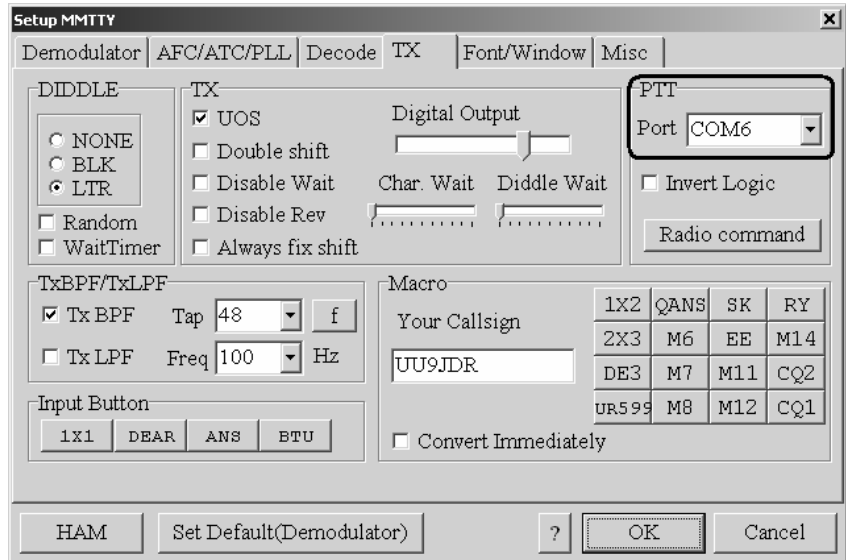 Setup MMTTY
Demodulator AFC/ATC/PLL Decode TX Font/Window Misc
DIDDLE
NONE
BLK
LTR
Random
WaitTimer
TX
UOS
Double shift
Disable Wait
Disable Rev
Always fix shift
Digital Output
Char. Wait Diddle Wait
PTT
Port COM6
Invert Logic
Radio command
TxBPF/TxLPF
Tx BPF Tap 48 f
Tx LPF Freq 100 Hz
Input Button
1X1 DEAR ANS BTU
Macro
Your Callsign
UU9JDR
Convert Immediately
1X2 QANS SK RY
2X3 M6 EE M14
DE3 M7 M11 CQ2
UR599 M8 M12 CQ1
HAM Set Default(Demodulator) ? OK Cancel